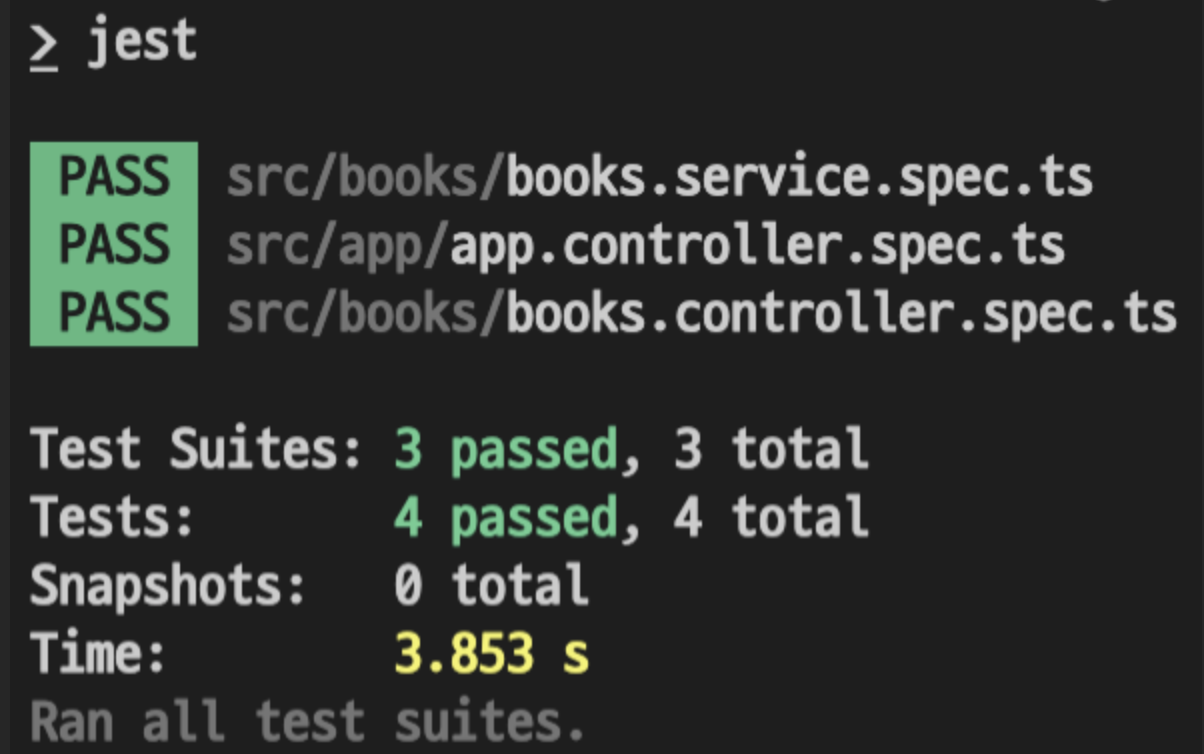 > jest
PASS src/books/books.service.spec.ts
PASS src/app/app.controller.spec.ts
PASS src/books/books.controller.spec.ts
Test Suites: 3 passed, 3 total
Tests: 4 passed, 4 total
Snapshots: 0 total
Time: 3.853 s
Ran all test suites.